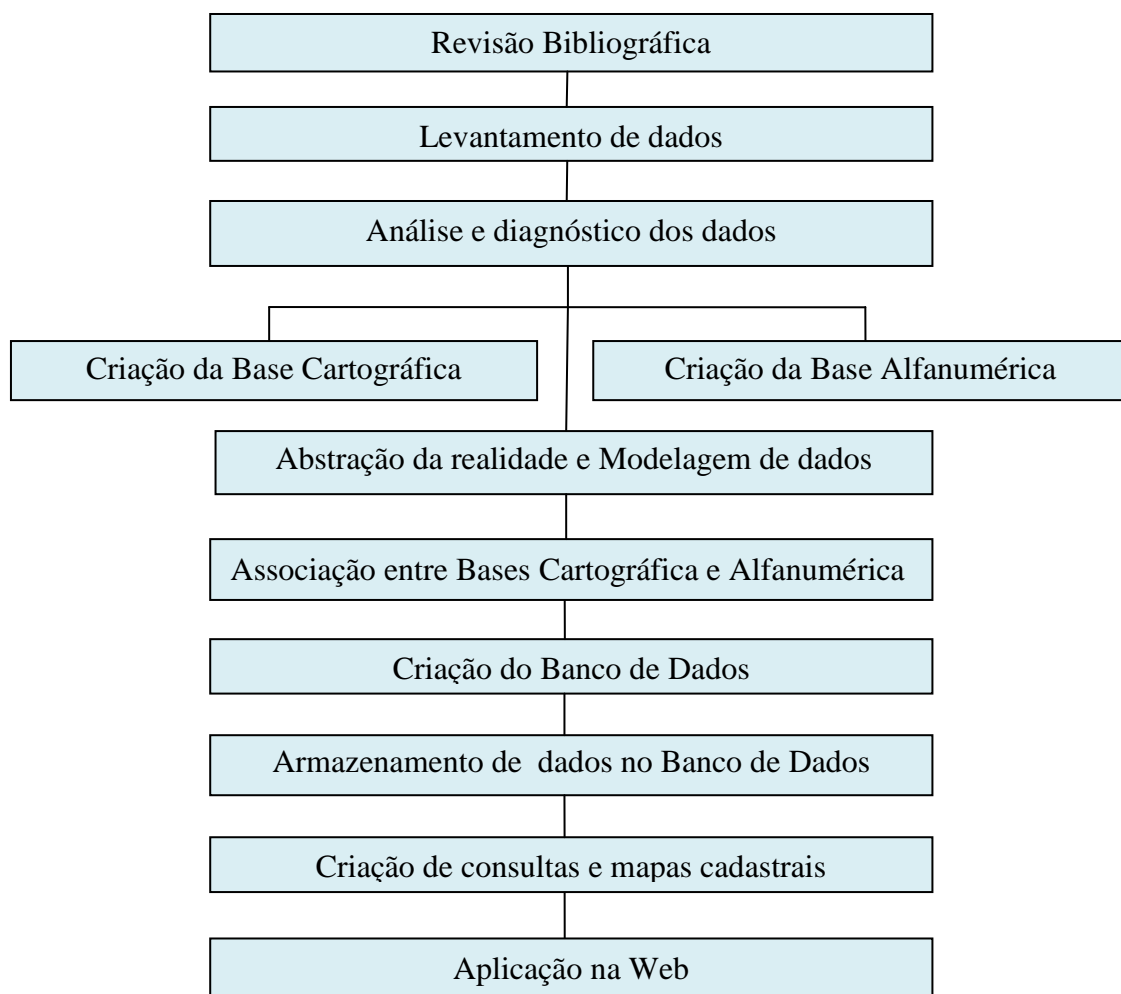 Revisão Bibliográfica
Levantamento de dados
Análise e diagnóstico dos dados
Criação da Base Cartográfica
Criação da Base Alfanumérica
Abstração da realidade e Modelagem de dados
Associação entre Bases Cartográfica e Alfanumérica
Criação do Banco de Dados
Armazenamento de dados no Banco de Dados
Criação de consultas e mapas cadastrais
Aplicação na Web